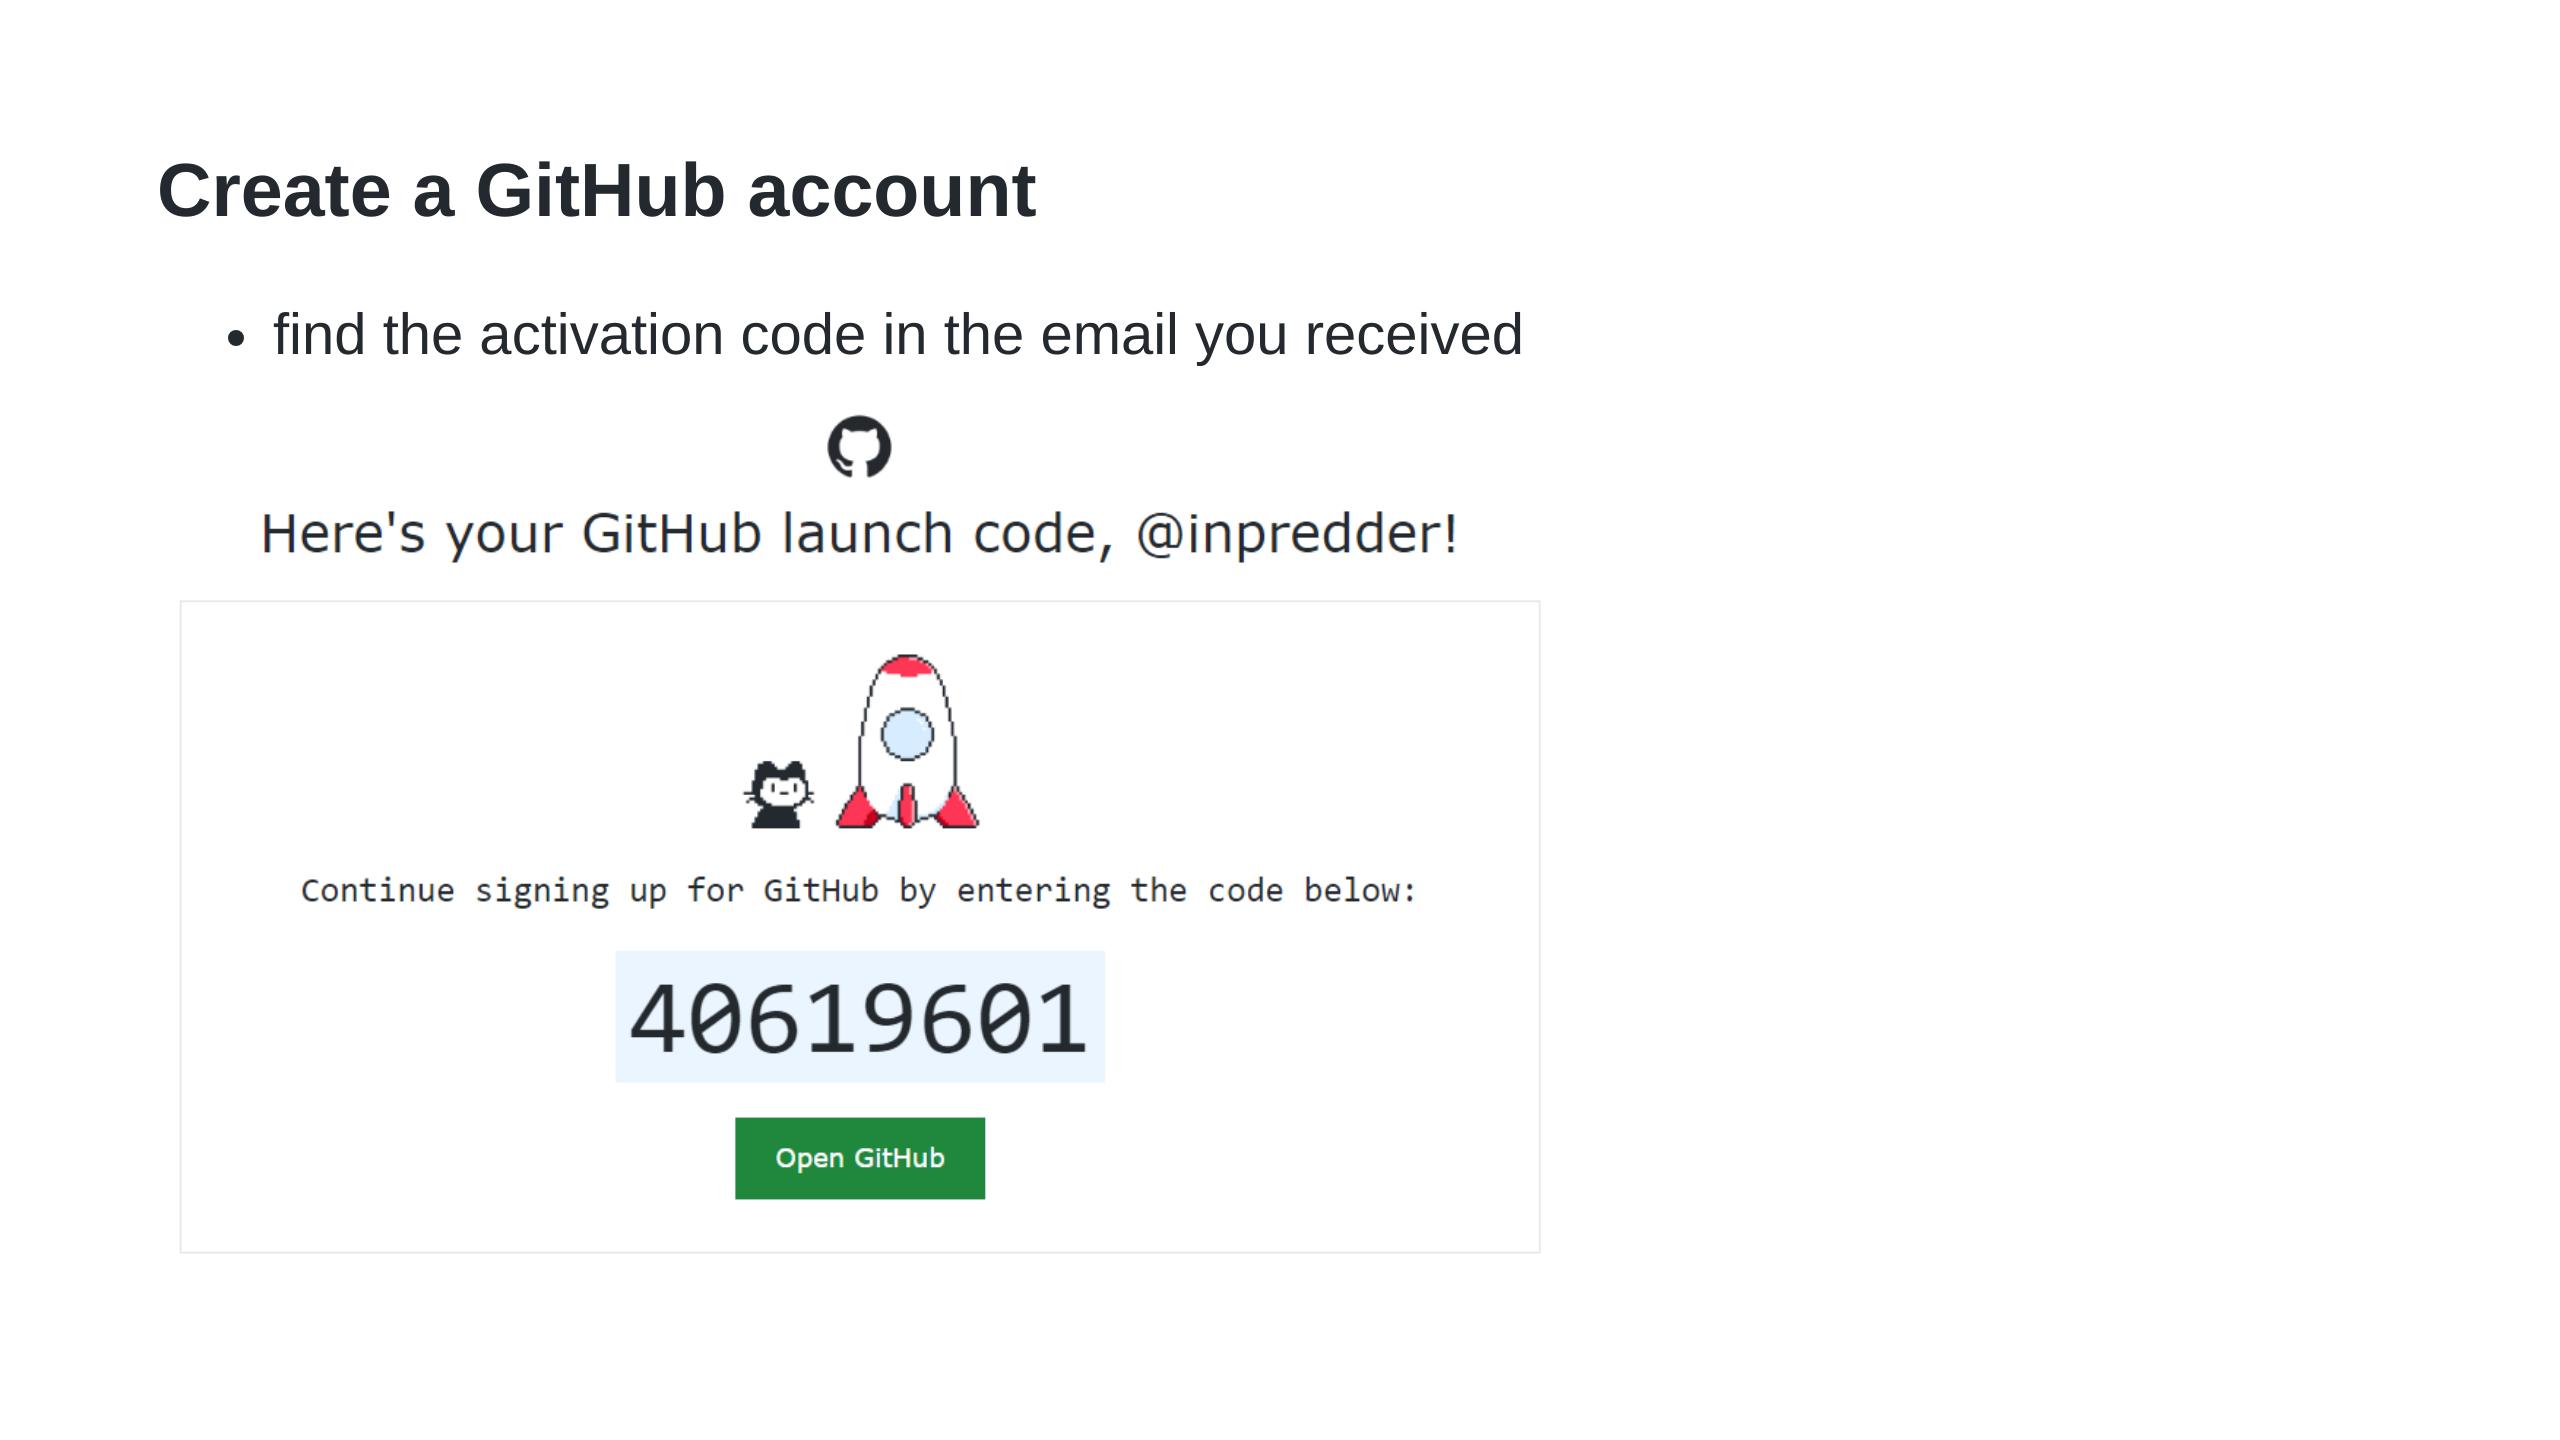 Create a GitHub account
• find the activation code in the email you received
Here's your GitHub launch code, @inpredder!
Continue signing up for GitHub by entering the code below:
40619601
Open GitHub